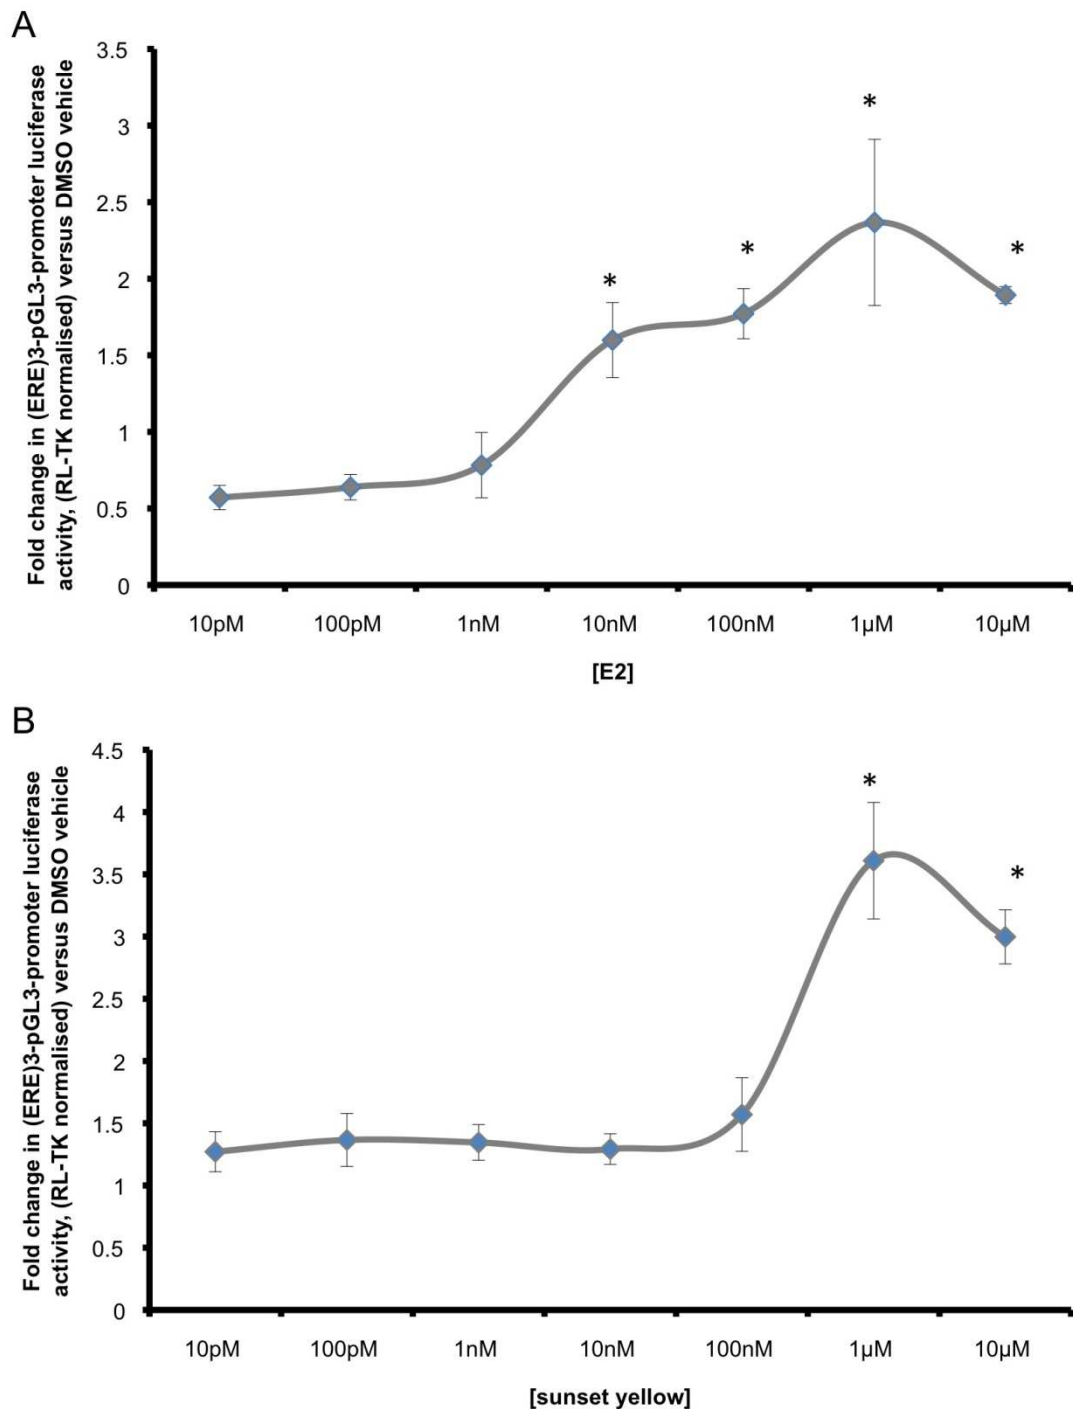 A
Fold change in (ERE)3-pGL3-promoter luciferase
activity, (RL-TK normalised) versus DMSO vehicle
3.5
3
2.5
2
1.5
1
0.5
0
*
*
*
*
10pM 100pM 1nM 10nM 100nM 1µM 10µM
[E2]
B
Fold change in (ERE)3-pGL3-promoter luciferase
activity, (RL-TK normalised) versus DMSO vehicle
4.5
4
3.5
3
2.5
2
1.5
1
0.5
0
*
*
10pM 100pM 1nM 10nM 100nM 1µM 10µM
[sunset yellow]